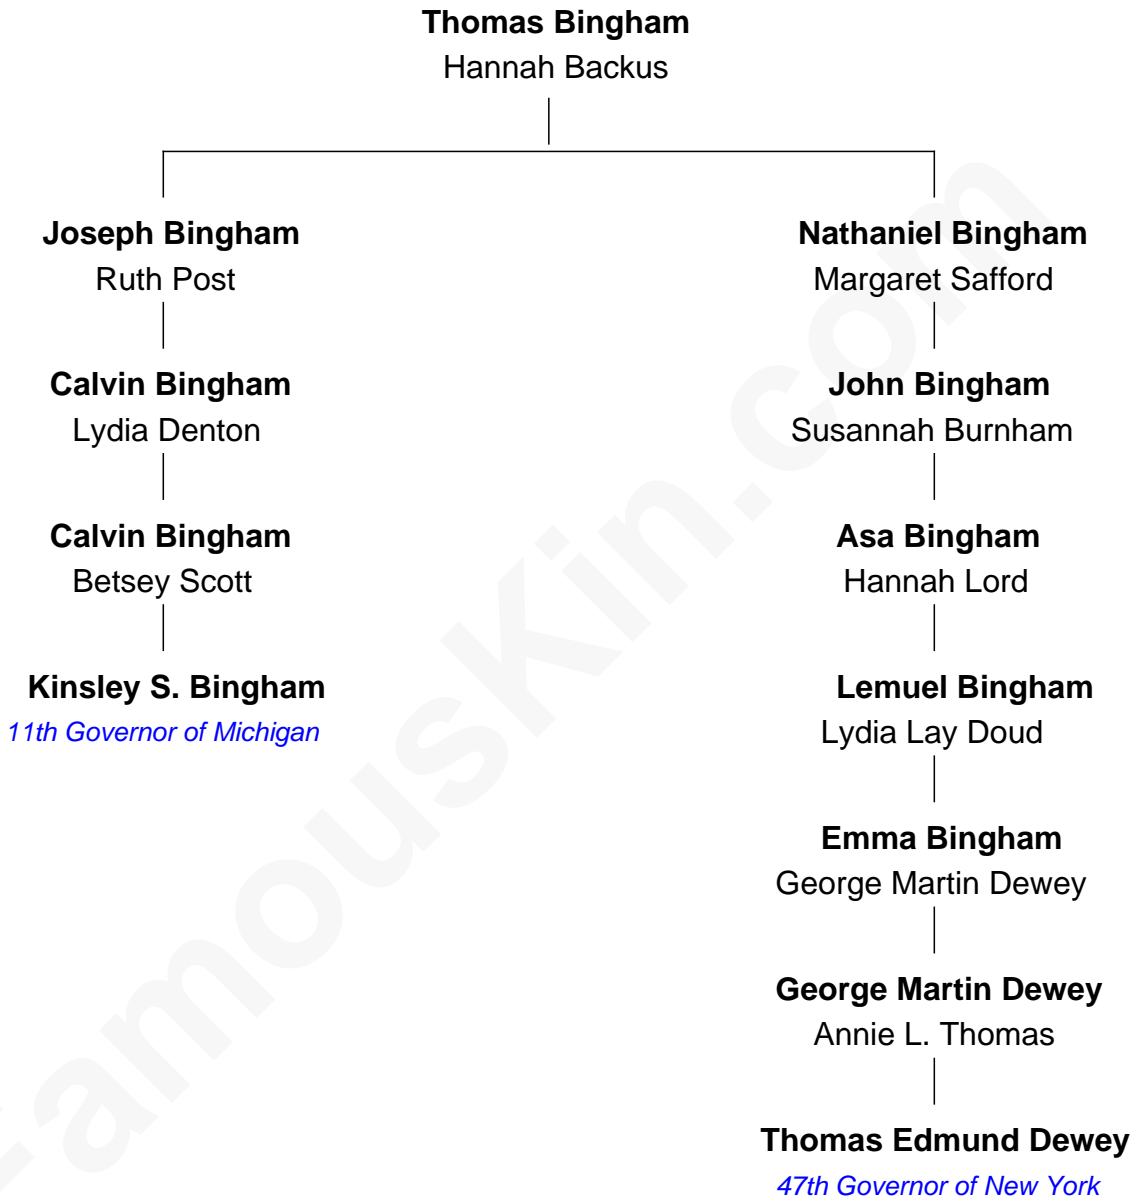 Thomas Bingham
Hannah Backus
Joseph Bingham
Ruth Post
Calvin Bingham
Lydia Denton
Calvin Bingham
Betsey Scott
Kinsley S. Bingham
11th Governor of Michigan
Nathaniel Bingham
Margaret Safford
John Bingham
Susannah Burnham
Asa Bingham
Hannah Lord
Lemuel Bingham
Lydia Lay Doud
Emma Bingham
George Martin Dewey
George Martin Dewey
Annie L. Thomas
Thomas Edmund Dewey
47th Governor of New York
FamousKin.com